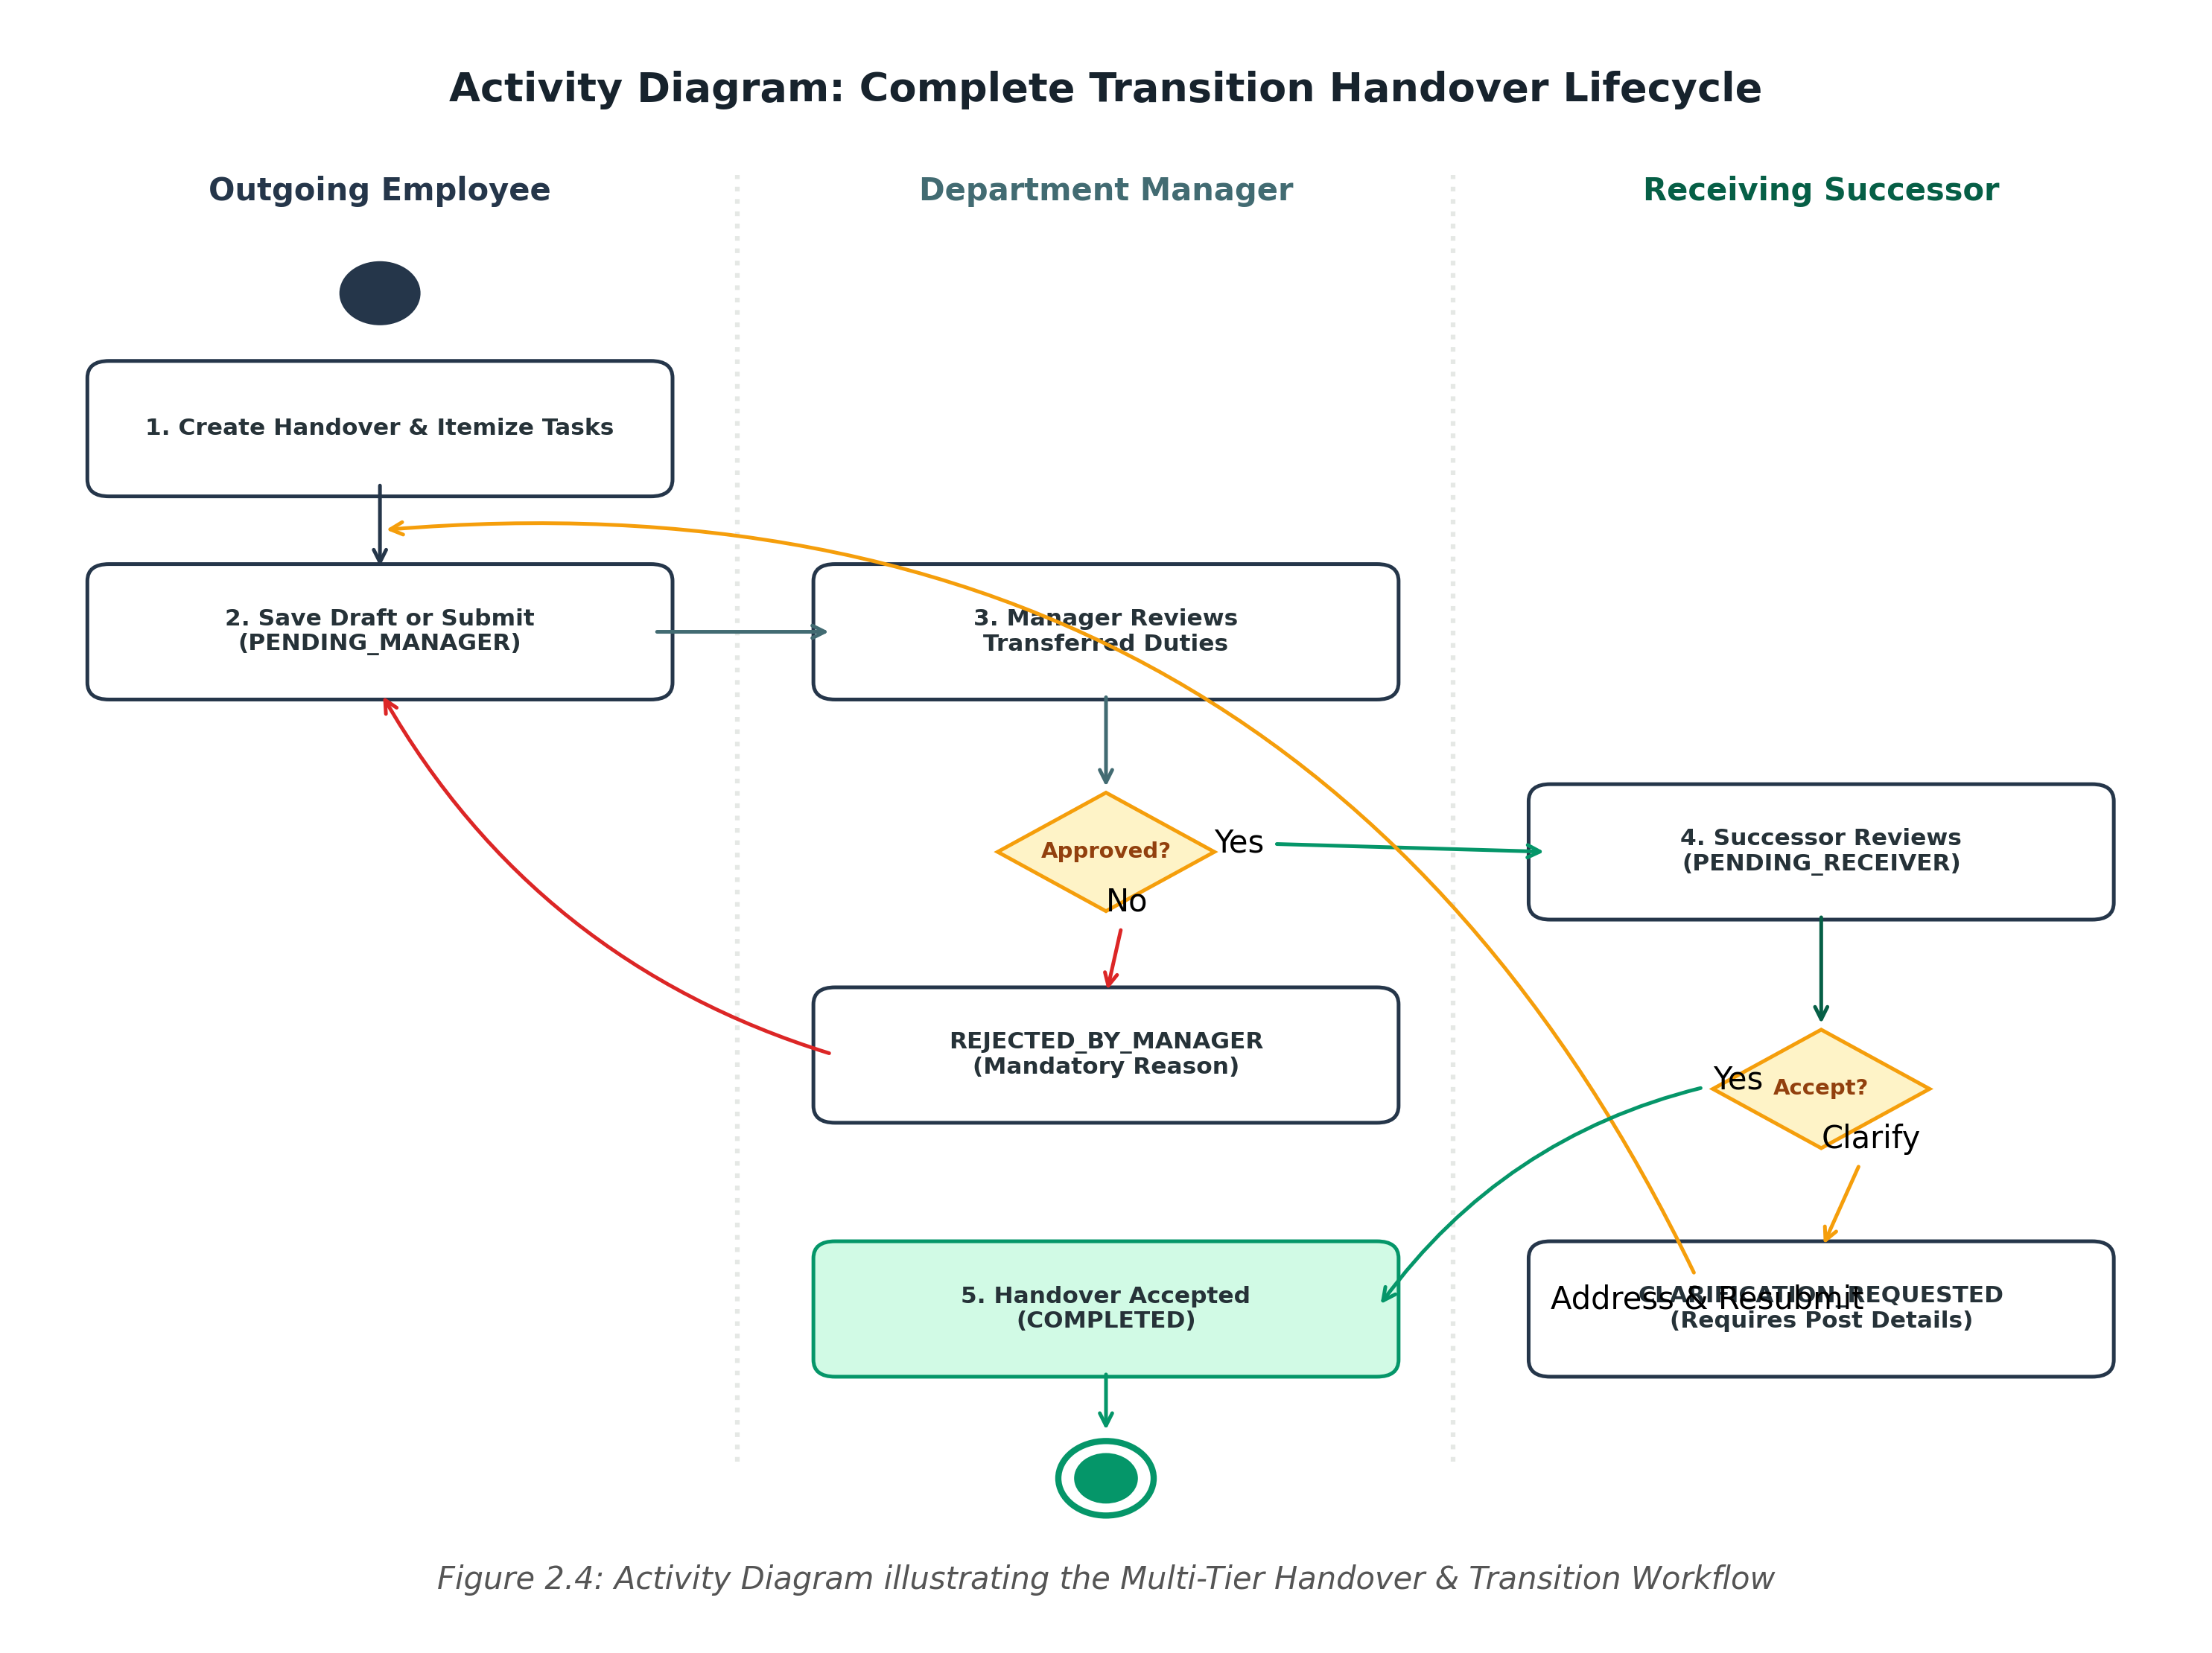 Activity Diagram: Complete Transition Handover Lifecycle
Outgoing Employee
Department Manager
Receiving Successor
1. Create Handover & Itemize Tasks
2. Save Draft or Submit
(PENDING_MANAGER)
3. Manager Reviews
Transferred Duties
Approved?
Yes
No
4. Successor Reviews
(PENDING_RECEIVER)
REJECTED_BY_MANAGER
(Mandatory Reason)
Yes
Accept?
Clarify
5. Handover Accepted
(COMPLETED)
Address & Resubmit
CLARIFICATION_REQUESTED
(Requires Post Details)
Figure 2.4: Activity Diagram illustrating the Multi-Tier Handover & Transition Workflow